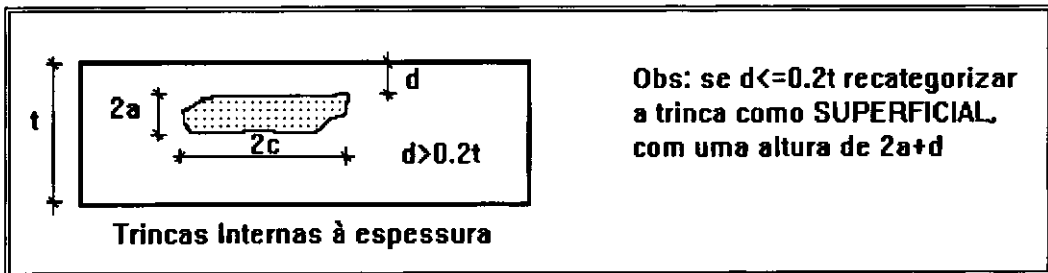 d
Obs: se d<=0.2t recategorizar
2a
a trinca como SUPERFICIAL,
t
com uma altura de 2a+d
2c
d>0.2t
Trincas Internas à espessura